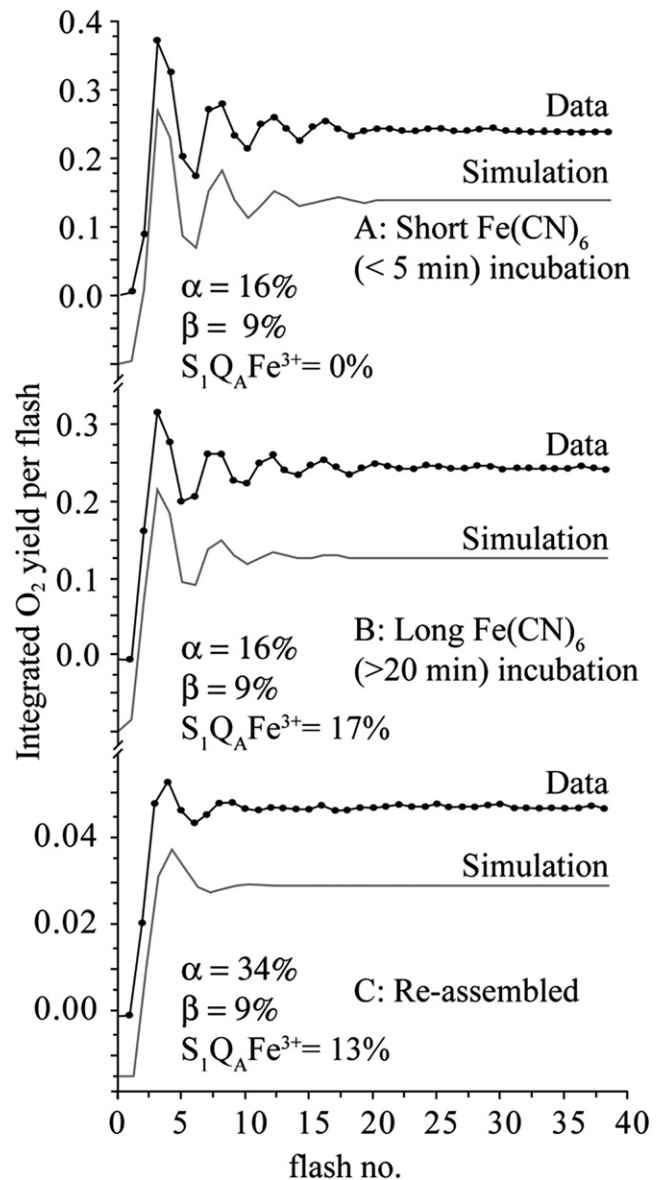 Integrated O₂ yield per flash
0.4
0.3
0.2
0.1
0.0
Data
Simulation
A: Short Fe(CN)₆
(< 5 min) incubation
α = 16%
β = 9%
S₁Q_AFe³⁺= 0%
0.3
0.2
0.1
0.0
Data
Simulation
B: Long Fe(CN)₆
(>20 min) incubation
α = 16%
β = 9%
S₁Q_AFe³⁺= 17%
0.04
0.02
0.00
Data
Simulation
C: Re-assembled
α = 34%
β = 9%
S₁Q_AFe³⁺= 13%
0 5 10 15 20 25 30 35 40
flash no.